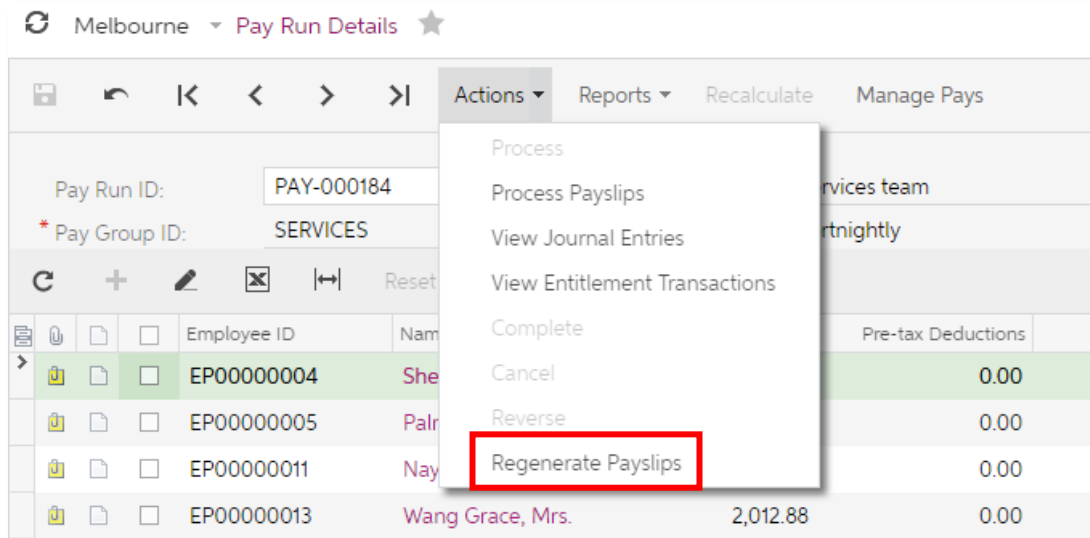 Melbourne Pay Run Details
Actions Reports Recalculate Manage Pays
Process
Pay Run ID: PAY-000184 Process Payslips rvices team
* Pay Group ID: SERVICES View Journal Entries rtnightly
Reset View Entitlement Transactions
Employee ID Nam Complete Pre-tax Deductions
EP00000004 She Cancel 0.00
EP00000005 Palr Reverse 0.00
EP00000011 Nay Regenerate Payslips 0.00
EP00000013 Wang Grace, Mrs. 2,012.88 0.00